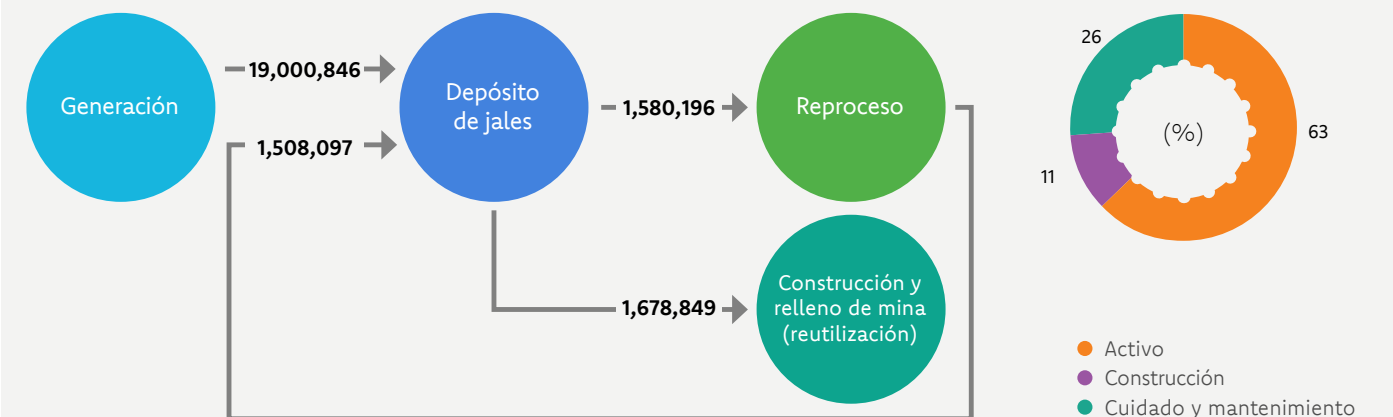 Generación
19,000,846
1,508,097
Depósito
de jales
1,580,196
Reproceso
1,678,849
Construcción y
relleno de mina
(reutilización)
26
63
11
(%)
Activo
Construcción
Cuidado y mantenimiento